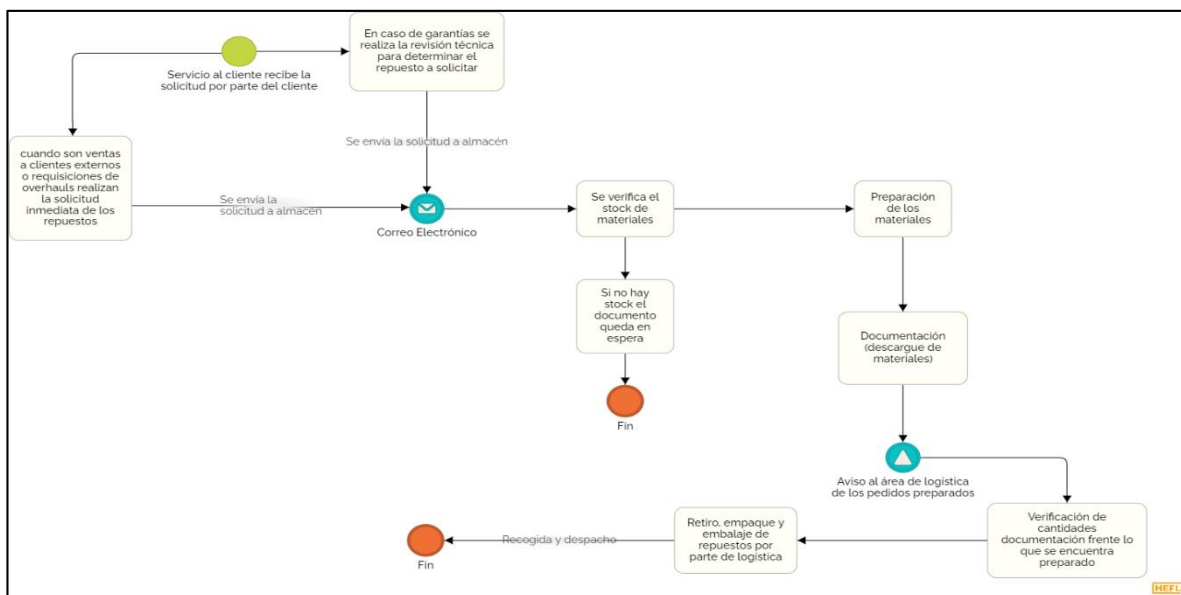 En caso de garantías se
realiza la revisión técnica
para determinar el
repuesto a solicitar
Servicio al cliente recibe la
solicitud por parte del cliente
Se envía la solicitud a almacén
cuando son ventas
a clientes externos
o requisiciones de
overhauls realizan
la solicitud
inmediata de los
repuestos
Se envía la
solicitud a almacén
Correo Electrónico
Se verifica el
stock de
materiales
Preparación
de los
materiales
Si no hay
stock el
documento
queda en
espera
Fin
Documentación
(descargue de
materiales)
Aviso al área de logística
de los pedidos preparados
Verificación de
cantidades
documentación frente lo
que se encuentra
preparado
Retiro, empaque y
embalaje de
repuestos por
parte de logística
Recogida y despacho
Fin